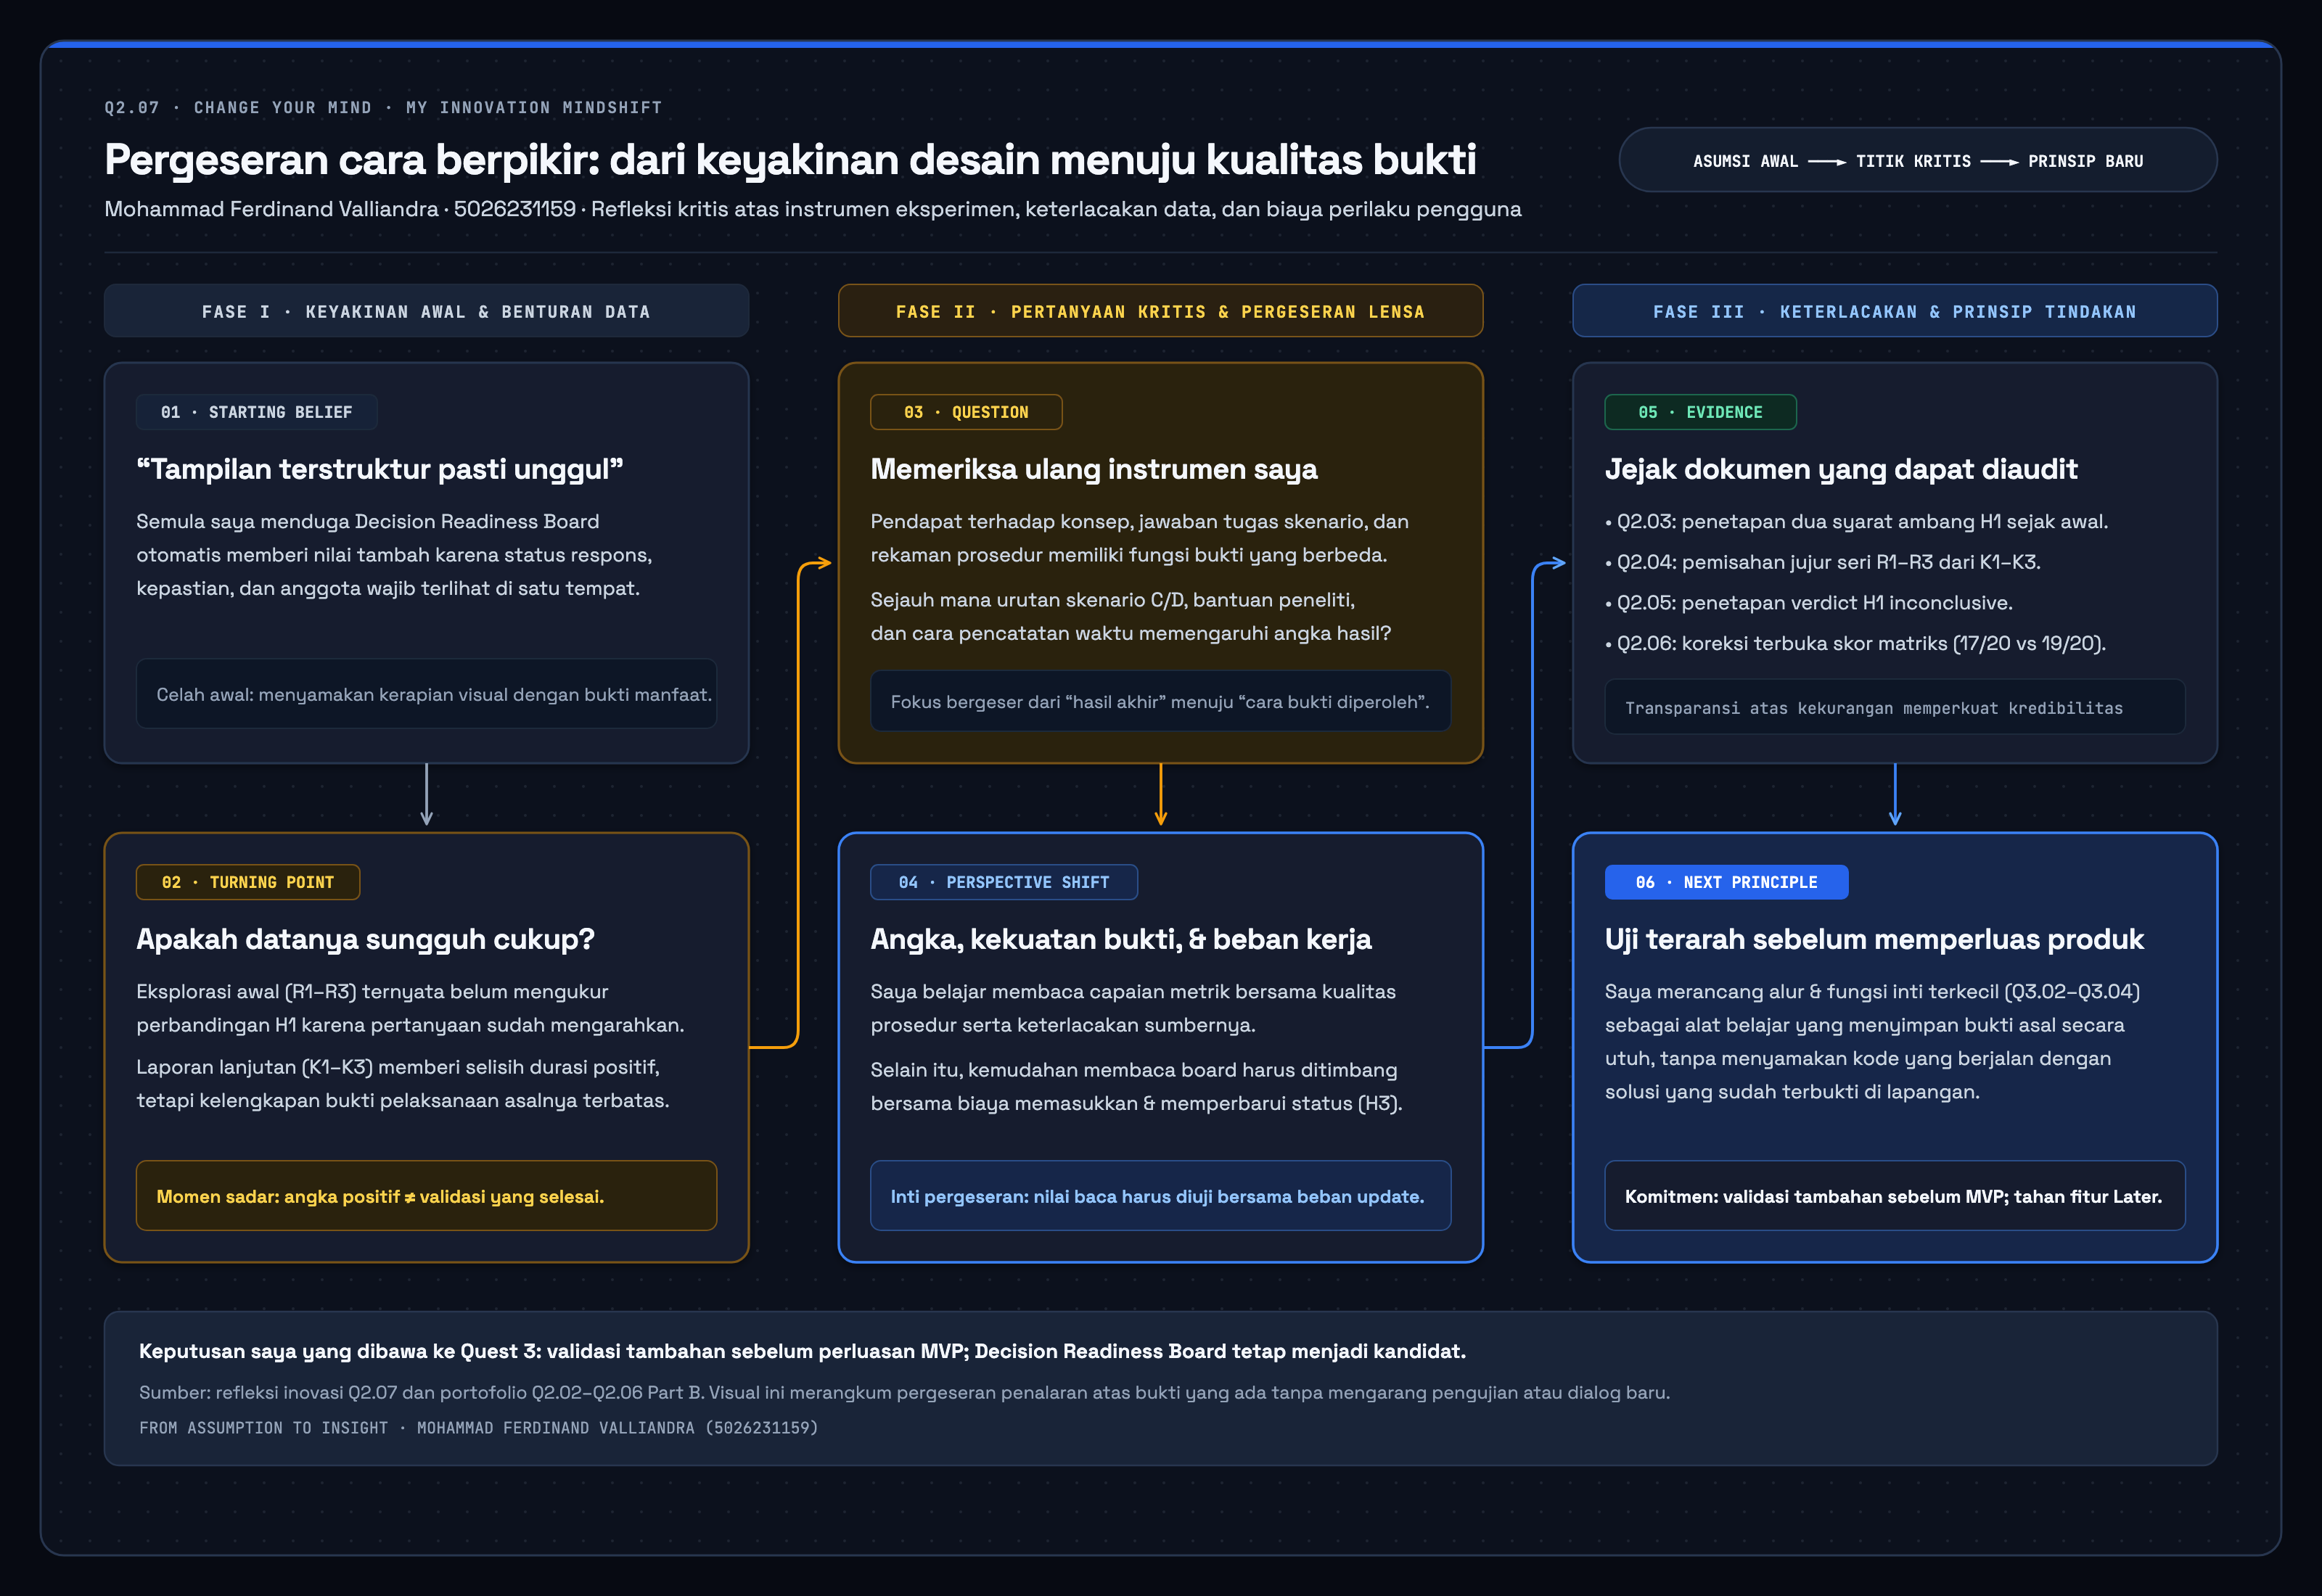 Q2.07 · CHANGE YOUR MIND · MY INNOVATION MINDSHIFT
Pergeseran cara berpikir: dari keyakinan desain menuju kualitas bukti
Mohammad Ferdinand Valliandra · 5026231159 · Refleksi kritis atas instrumen eksperimen, keterlacakan data, dan biaya perilaku pengguna
ASUMSI AWAL → TITIK KRITIS → PRINSIP BARU
FASE I · KEYAKINAN AWAL & BENTURAN DATA
01 · STARTING BELIEF
“Tampilan terstruktur pasti unggul”
Semula saya menduga Decision Readiness Board
otomatis memberi nilai tambah karena status respons,
kepastian, dan anggota wajib terlihat di satu tempat.
Celah awal: menyamakan kerapian visual dengan bukti manfaat.
02 · TURNING POINT
Apakah datanya sungguh cukup?
Eksplorasi awal (R1–R3) ternyata belum mengukur
perbandingan H1 karena pertanyaan sudah mengarahkan.
Laporan lanjutan (K1–K3) memberi selisih durasi positif,
tetapi kelengkapan bukti pelaksanaan asalnya terbatas.
Momen sadar: angka positif ≠ validasi yang selesai.
FASE II · PERTANYAAN KRITIS & PERGESERAN LENSA
03 · QUESTION
Memeriksa ulang instrumen saya
Pendapat terhadap konsep, jawaban tugas skenario, dan
rekaman prosedur memiliki fungsi bukti yang berbeda.
Sejauh mana urutan skenario C/D, bantuan peneliti,
dan cara pencatatan waktu memengaruhi angka hasil?
Fokus bergeser dari “hasil akhir” menuju “cara bukti diperoleh”.
04 · PERSPECTIVE SHIFT
Angka, kekuatan bukti, & beban kerja
Saya belajar membaca capaian metrik bersama kualitas
prosedur serta keterlacakan sumbernya.
Selain itu, kemudahan membaca board harus ditimbang
bersama biaya memasukkan & memperbarui status (H3).
Inti pergeseran: nilai baca harus diuji bersama beban update.
FASE III · KETERLACAKAN & PRINSIP TINDAKAN
05 · EVIDENCE
Jejak dokumen yang dapat diaudit
• Q2.03: penetapan dua syarat ambang H1 sejak awal.
• Q2.04: pemisahan jujur seri R1–R3 dari K1–K3.
• Q2.05: penetapan verdict H1 inconclusive.
• Q2.06: koreksi terbuka skor matriks (17/20 vs 19/20).
Transparansi atas kekurangan memperkuat kredibilitas
06 · NEXT PRINCIPLE
Uji terarah sebelum memperluas produk
Saya merancang alur & fungsi inti terkecil (Q3.02–Q3.04)
sebagai alat belajar yang menyimpan bukti asal secara
utuh, tanpa menyamakan kode yang berjalan dengan
solusi yang sudah terbukti di lapangan.
Komitmen: validasi tambahan sebelum MVP; tahan fitur Later.
Keputusan saya yang dibawa ke Quest 3: validasi tambahan sebelum perluasan MVP; Decision Readiness Board tetap menjadi kandidat.
Sumber: refleksi inovasi Q2.07 dan portofolio Q2.02–Q2.06 Part B. Visual ini merangkum pergeseran penalaran atas bukti yang ada tanpa mengarang pengujian atau dialog baru.
FROM ASSUMPTION TO INSIGHT · MOHAMMAD FERDINAND VALLIANDRA (5026231159)